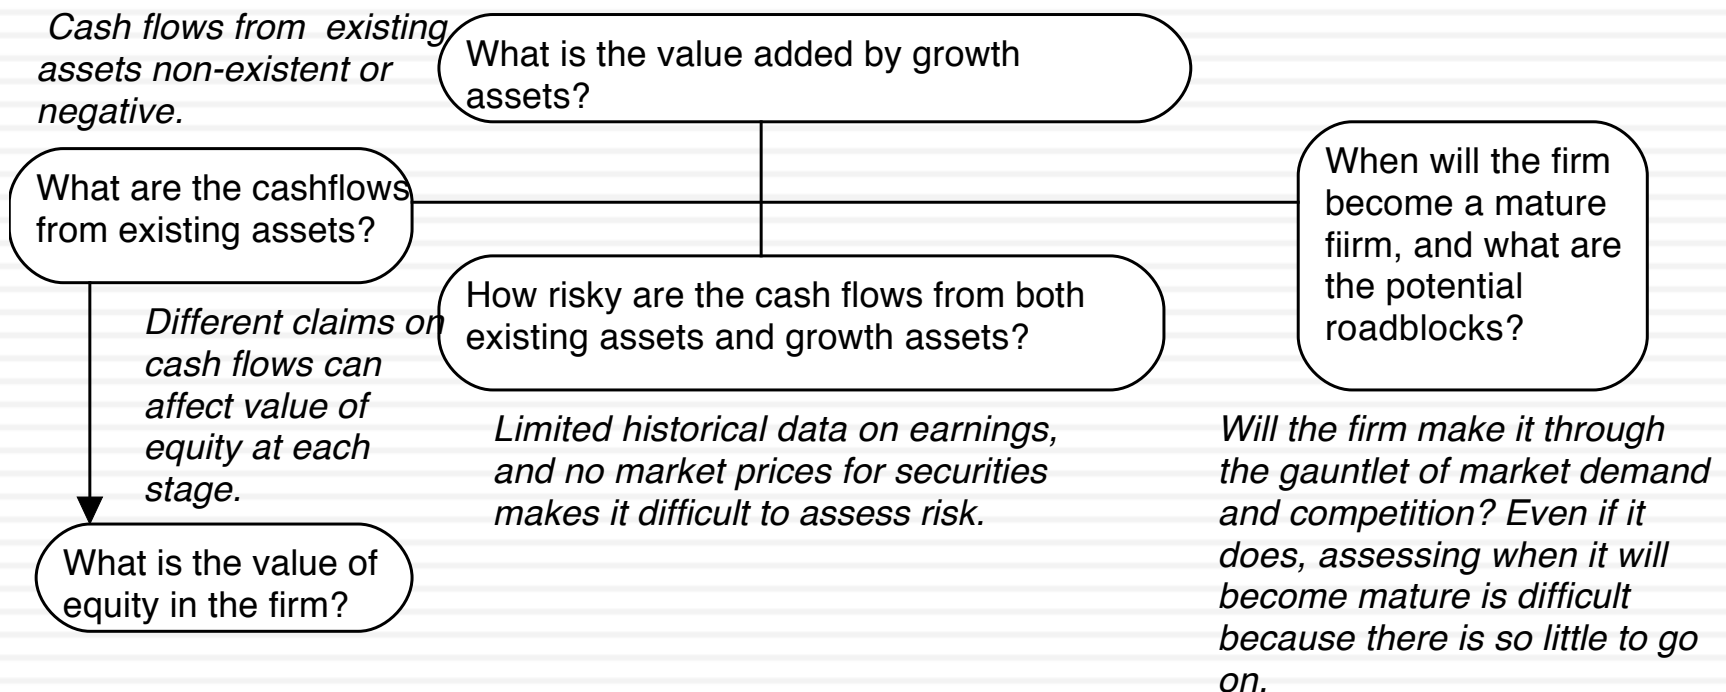 Cash flows from  existing
assets non-existent or
negative.
What is the value added by growth
assets?
What are the cashflows
from existing assets?
When will the firm
become a mature
fiirm, and what are
the potential
roadblocks?
How risky are the cash flows from both
existing assets and growth assets?
Different claims on
cash flows can
affect value of
equity at each
stage.
Limited historical data on earnings,
and no market prices for securities
makes it difficult to assess risk.
Will the firm make it through
the gauntlet of market demand
and competition? Even if it
does, assessing when it will
become mature is difficult
because there is so little to go
on.
What is the value of
equity in the firm?